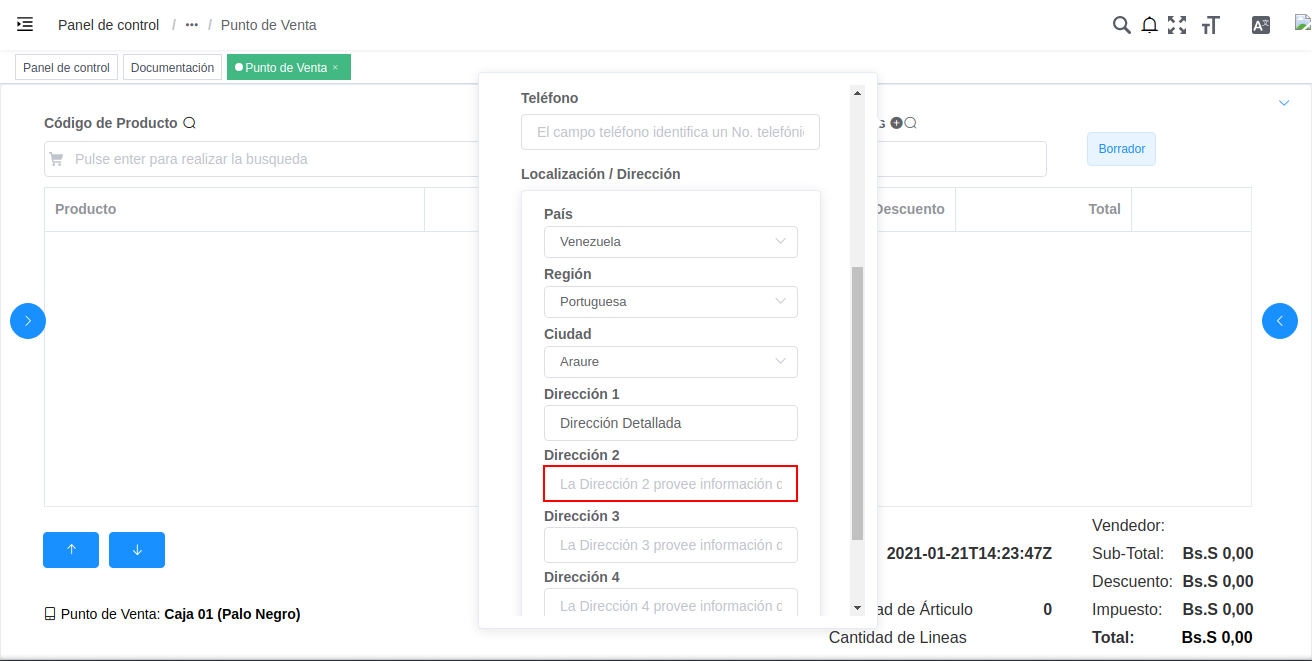 Panel de control / ••• / Punto de Venta
Panel de control
Documentación
Punto de Venta ×
Código de Producto
Pulse enter para realizar la busqueda
Borrador
Producto
Descuento
Total
Teléfono
El campo teléfono identifica un No. telefóni
Localización / Dirección
País
Venezuela
Región
Portuguesa
Ciudad
Araure
Dirección 1
Dirección Detallada
Dirección 2
La Dirección 2 provee información
Dirección 3
La Dirección 3 provee información
Dirección 4
La Dirección 4 provee información
Punto de Venta: Caja 01 (Palo Negro)
2021-01-21T14:23:47Z
ad de Árticulo 0
Cantidad de Lineas
Vendedor:
Sub-Total: Bs.S 0,00
Descuento: Bs.S 0,00
Impuesto: Bs.S 0,00
Total: Bs.S 0,00